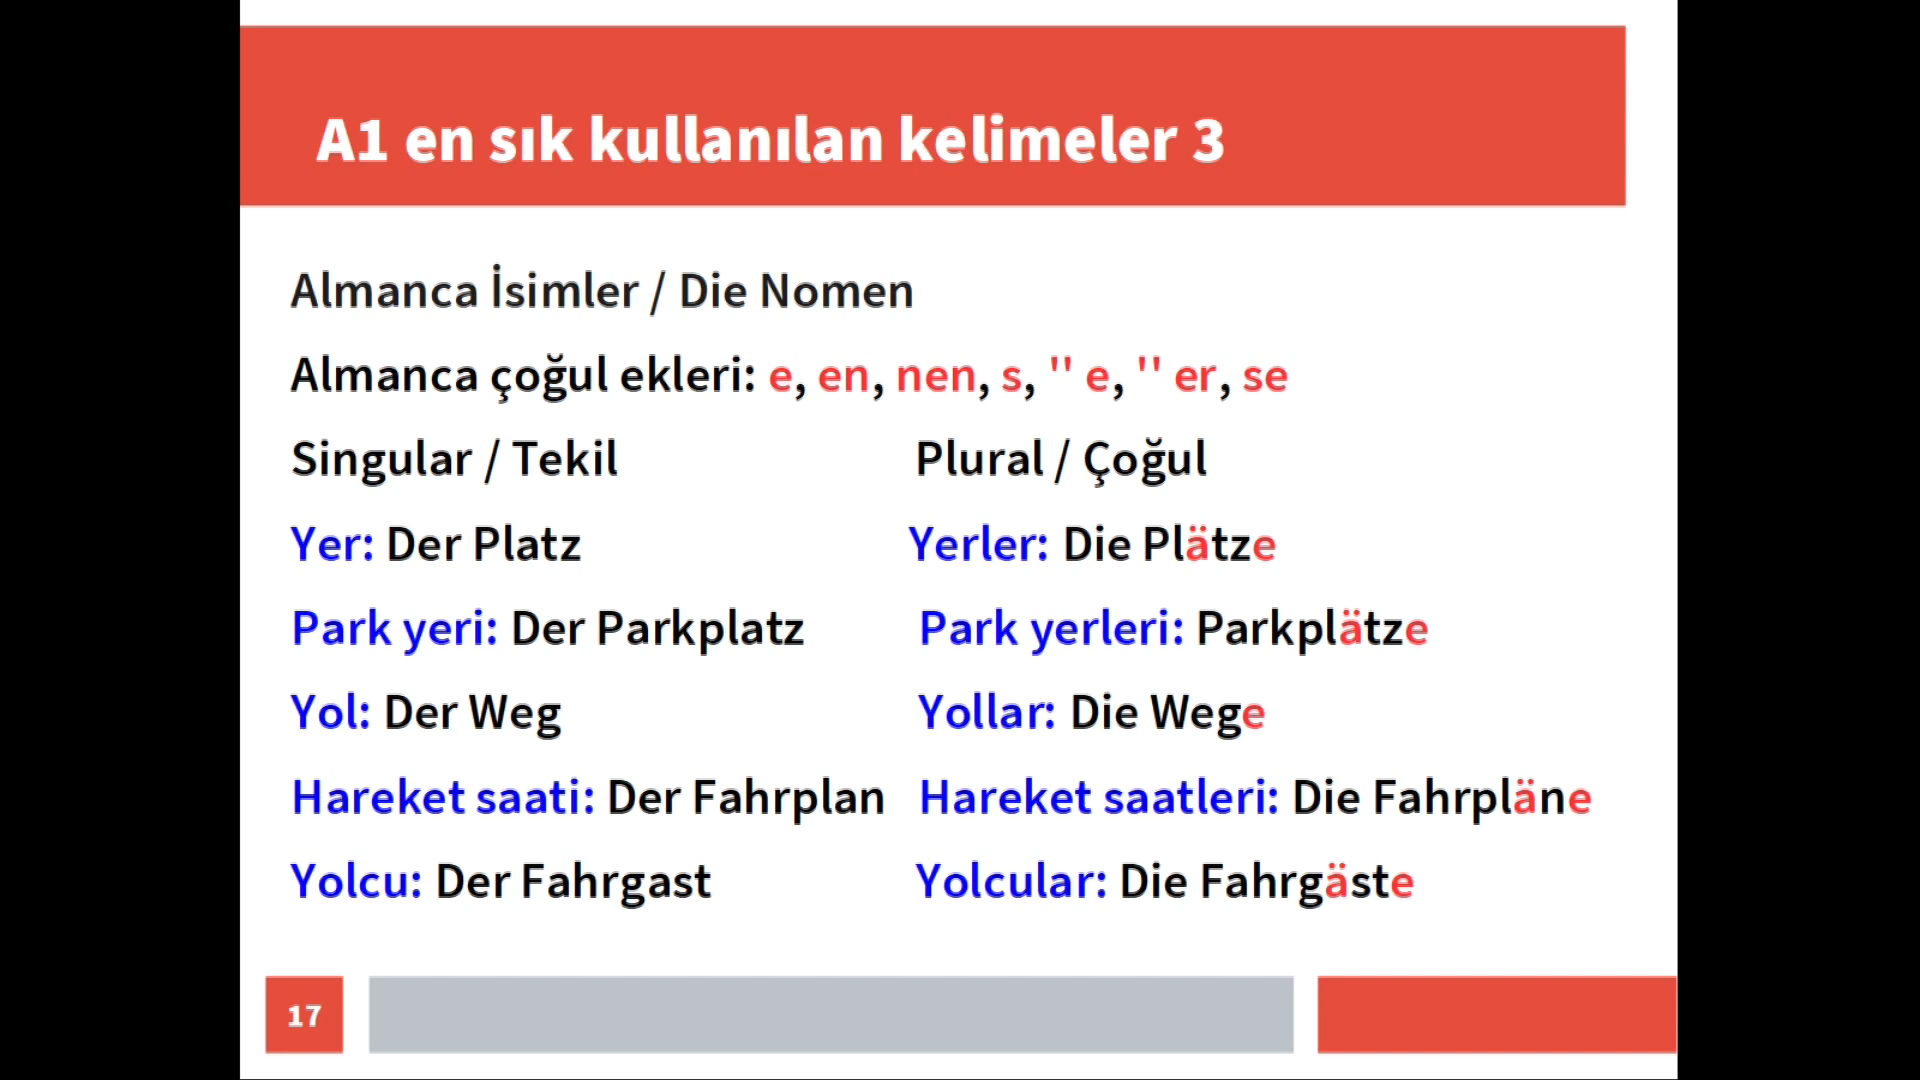 A1 en sık kullanılan kelimeler 3
Almanca İsimler / Die Nomen
Almanca çoğul ekleri: e, en, nen, s, '' e, '' er, se
Singular / Tekil Plural / Çoğul
Yer: Der Platz Yerler: Die Plätze
Park yeri: Der Parkplatz Park yerleri: Parkplätze
Yol: Der Weg Yollar: Die Wege
Hareket saati: Der Fahrplan Hareket saatleri: Die Fahrpläne
Yolcu: Der Fahrgast Yolcular: Die Fahrgäste
17